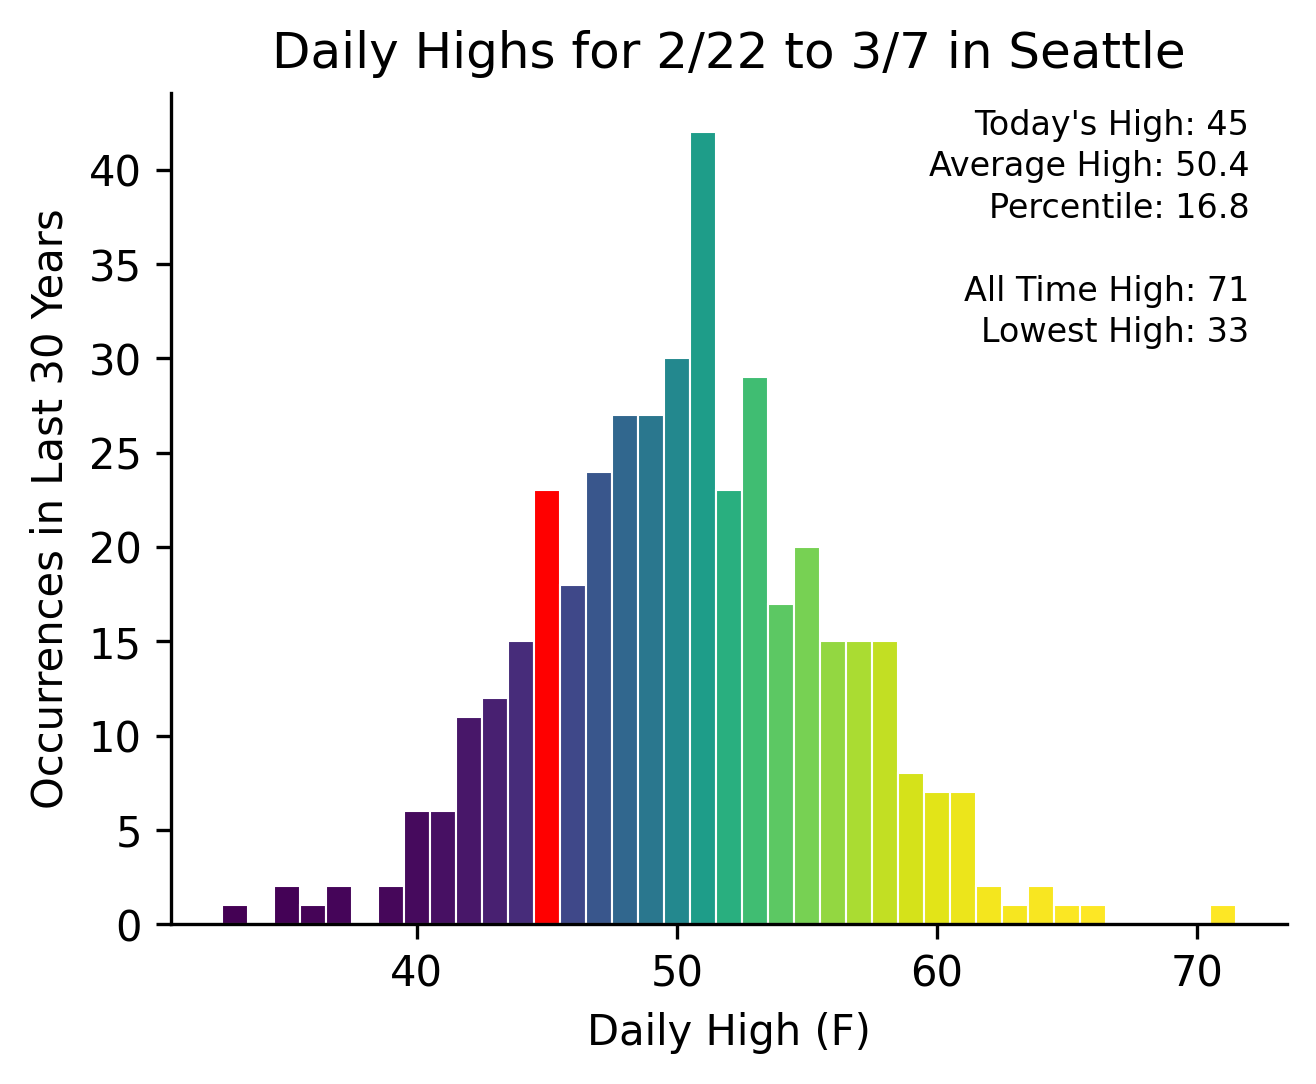 Daily Highs for 2/22 to 3/7 in Seattle
Today's High: 45
Average High: 50.4
Percentile: 16.8
All Time High: 71
Lowest High: 33
Occurrences in Last 30 Years
40
35
30
25
20
15
10
5
0
40 50 60 70
Daily High (F)